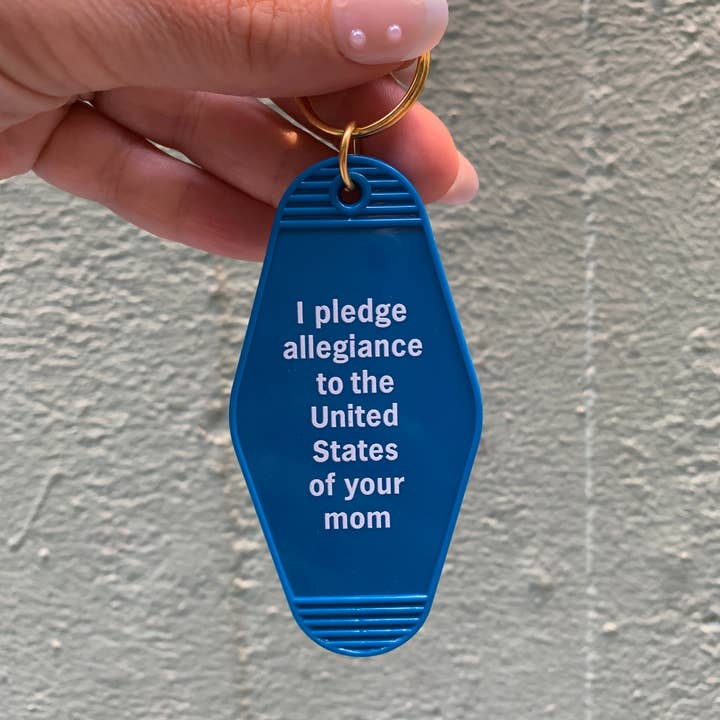 I pledge
allegiance
to the
United
States
of your
mom